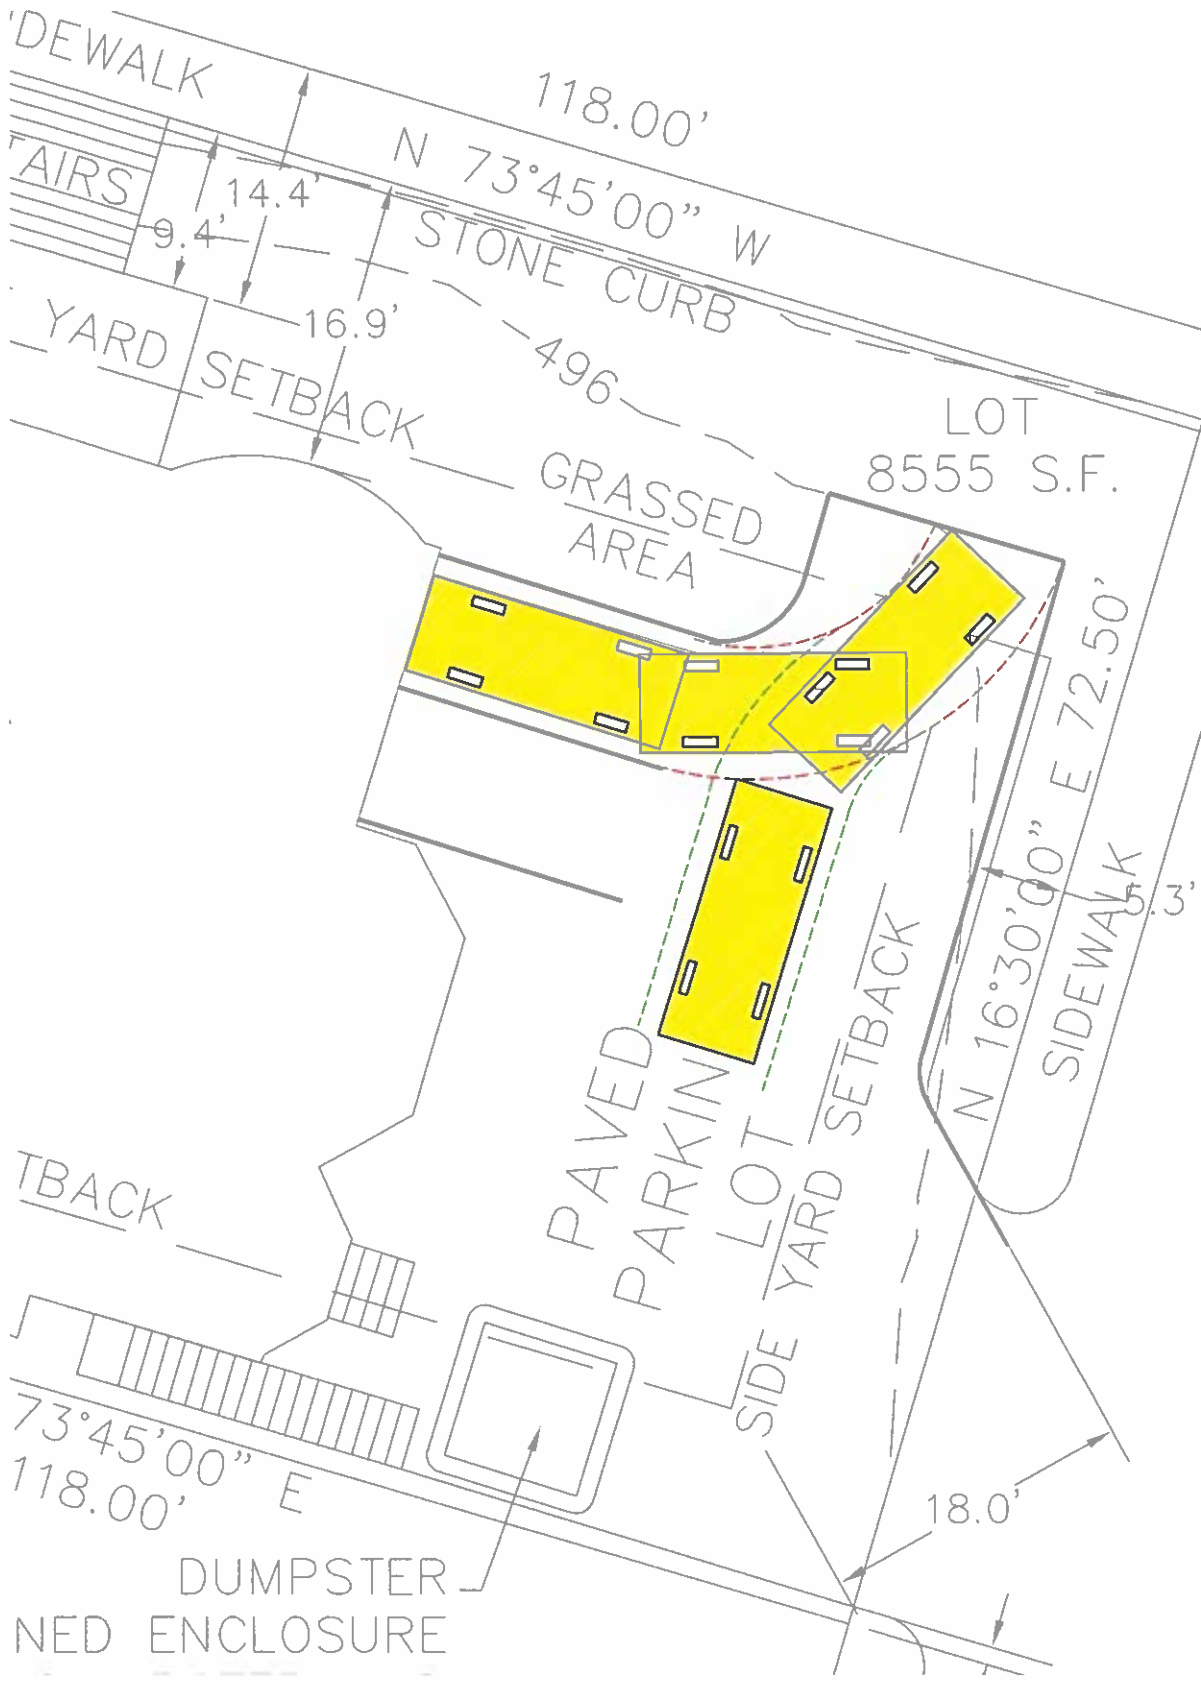 'DEWALK
118.00'
N 73°45'00" W
TAIRS
14.4'
9.4'
STONE CURB
16.9'
YARD SETBACK
496
LOT
8555 S.F.
GRASSED
AREA
N 16°30'00" E 72.50'
5.3'
SIDEWALK
PAVED
PARKIN
LOT
SIDE YARD SETBACK
TBACK
73°45'00" E
118.00'
18.0'
DUMPSTER
NED ENCLOSURE